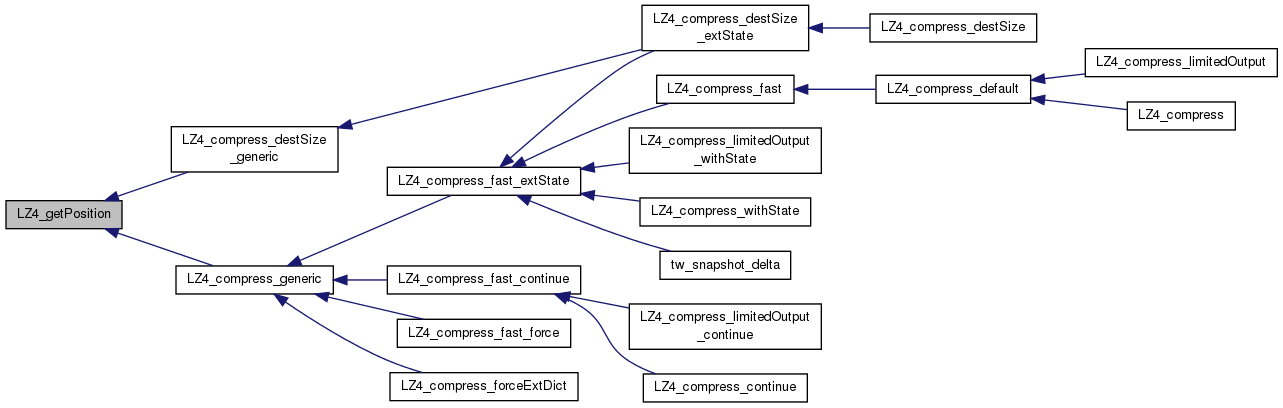 LZ4_getPosition
LZ4_compress_destSize
_generic
LZ4_compress_generic
LZ4_compress_destSize
_extState
LZ4_compress_destSize
LZ4_compress_fast_extState
LZ4_compress_fast
LZ4_compress_default
LZ4_compress_limitedOutput
LZ4_compress
LZ4_compress_limitedOutput
_withState
LZ4_compress_withState
tw_snapshot_delta
LZ4_compress_fast_continue
LZ4_compress_limitedOutput
_continue
LZ4_compress_continue
LZ4_compress_fast_force
LZ4_compress_forceExtDict